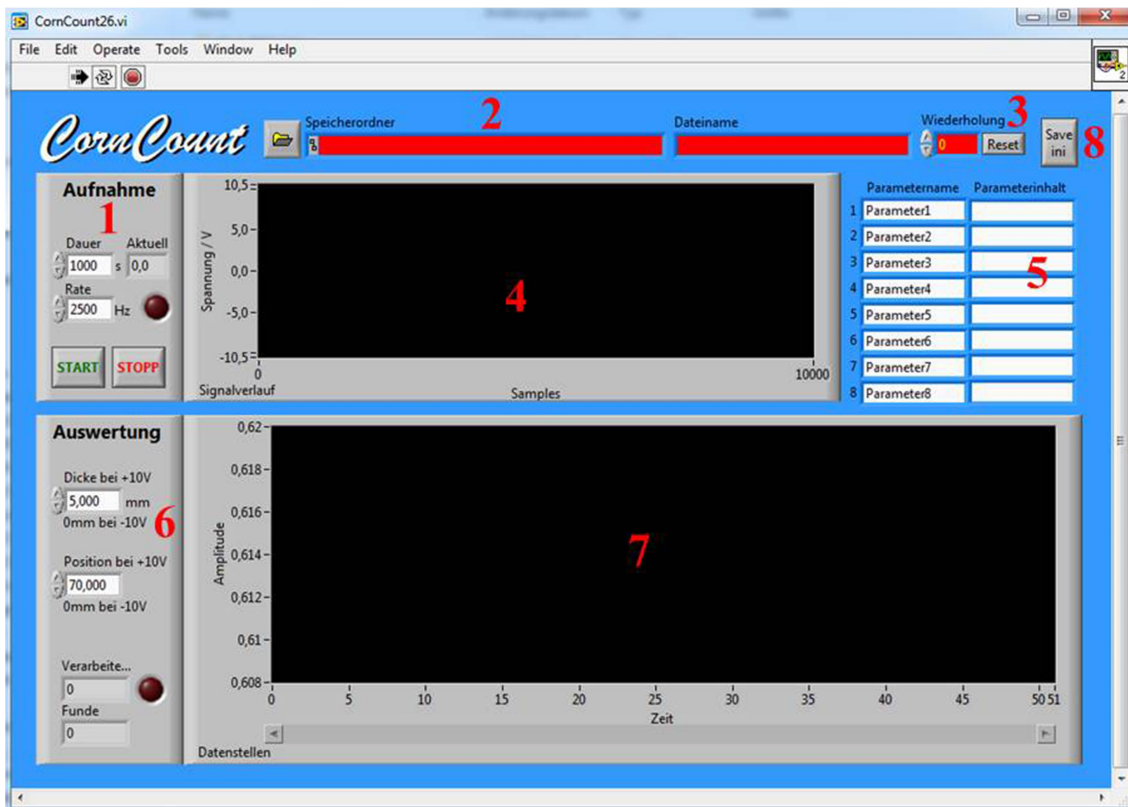 CornCount26.vi
File Edit Operate Tools Window Help
2
CornCount
Speicherordner 2 Dateiname Wiederholung 3
0 Reset
Save
ini
8
Aufnahme
1
Dauer Aktuell
1000 s 0,0
Rate
2500 Hz
START STOPP
10,5
5,0
0,0
-5,0
-10,5
Spannung / V
4
0 10000
Signalverlauf Samples
Parametername Parameterinhalt
1 Parameter1
2 Parameter2
3 Parameter3
5
4 Parameter4
5 Parameter5
6 Parameter6
7 Parameter7
8 Parameter8
Auswertung
Dicke bei +10V
5,000 mm
0mm bei -10V
6
Position bei +10V
70,000
0mm bei -10V
Verarbeite...
0
Funde
0
0,62
0,618
0,616
0,614
0,612
0,61
0,608
Amplitude
7
0 5 10 15 20 25 30 35 40 45 50 51
Zeit
Datenstellen